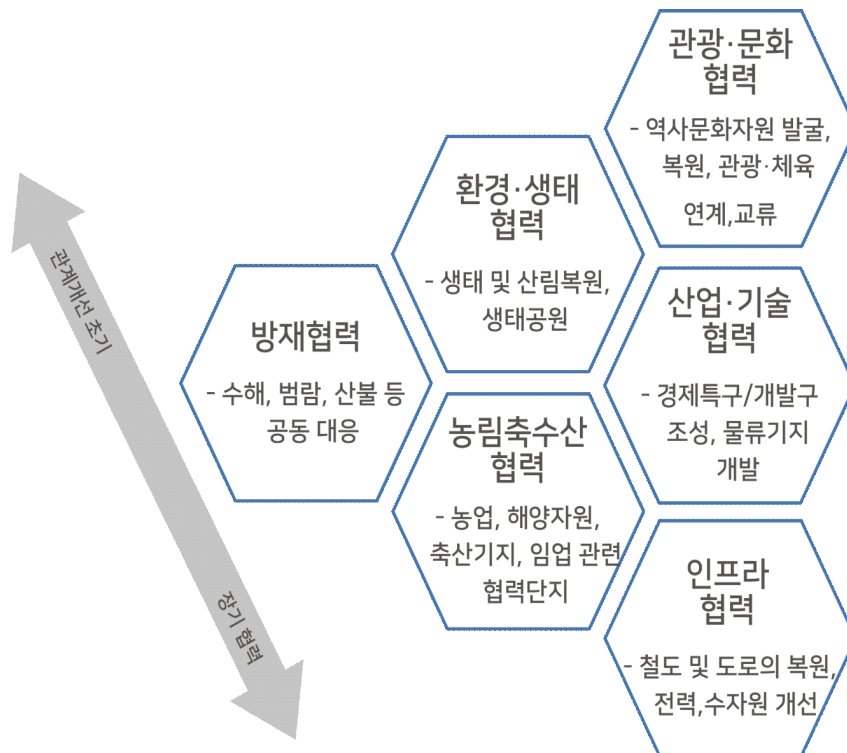 관광·문화
협력
- 역사문화자원 발굴,
복원, 관광·체육
연계,교류
환경·생태
협력
- 생태 및 산림복원,
생태공원
관계개선 초기
방재협력
- 수해, 범람, 산불 등
공동 대응
산업·기술
협력
- 경제특구/개발구
조성, 물류기지
개발
농림축수산
협력
- 농업, 해양자원,
축산기지, 임업 관련
협력단지
장기 협력
인프라
협력
- 철도 및 도로의 복원,
전력,수자원 개선